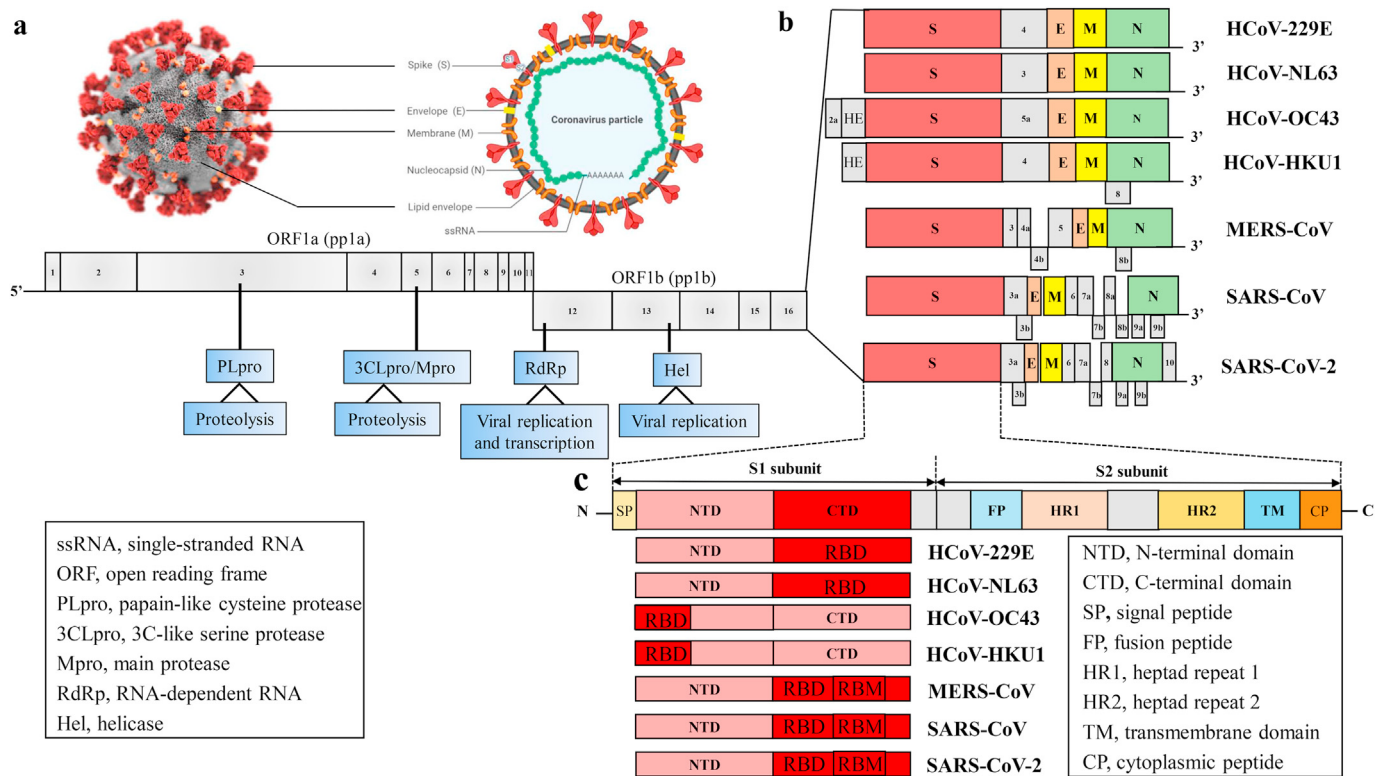 a
Spike (S)
S1
S2
Envelope (E)
Membrane (M)
Nucleocapsid (N)
Lipid envelope
ssRNA
Coronavirus particle
AAAAAAA
ORF1a (pp1a)
5’
1 2 3 4 5 6 7 8 9 10 11
ORF1b (pp1b)
12 13 14 15 16
PLpro
3CLpro/Mpro
RdRp
Hel
Proteolysis
Proteolysis
Viral replication
and transcription
Viral replication
b
S 4 E M N 3’ HCoV-229E
S 3 E M N 3’ HCoV-NL63
2a HE S 5a E M N 3’ HCoV-OC43
HE S 4 E M N 3’ HCoV-HKU1
8
S 3 4a 5 E M N 3’ MERS-CoV
4b 8b
S 3a E M 6 7a 8a N 3’ SARS-CoV
3b 7b 8b 9a 9b
S 3a E M 6 7a 8 N 10 3’ SARS-CoV-2
3b 7b 9a 9b
c
S1 subunit
S2 subunit
N SP NTD CTD FP HR1 HR2 TM CP C
NTD RBD HCoV-229E
NTD RBD HCoV-NL63
RBD CTD HCoV-OC43
RBD CTD HCoV-HKU1
NTD RBD RBM MERS-CoV
NTD RBD RBM SARS-CoV
NTD RBD RBM SARS-CoV-2
ssRNA, single-stranded RNA
ORF, open reading frame
PLpro, papain-like cysteine protease
3CLpro, 3C-like serine protease
Mpro, main protease
RdRp, RNA-dependent RNA
Hel, helicase
NTD, N-terminal domain
CTD, C-terminal domain
SP, signal peptide
FP, fusion peptide
HR1, heptad repeat 1
HR2, heptad repeat 2
TM, transmembrane domain
CP, cytoplasmic peptide